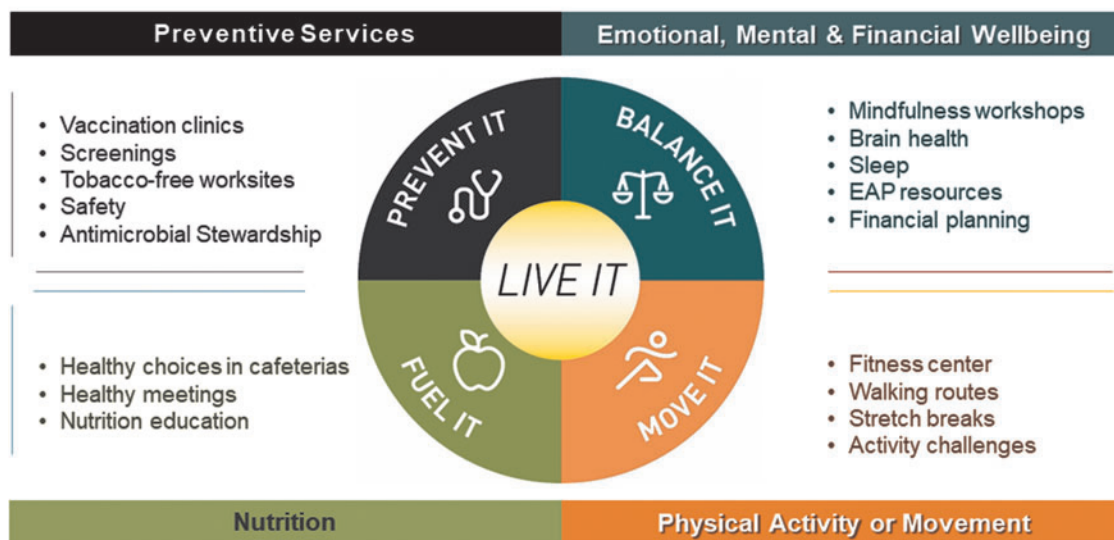 Preventive Services
Emotional, Mental & Financial Wellbeing
• Vaccination clinics
• Screenings
• Tobacco-free worksites
• Safety
• Antimicrobial Stewardship
PREVENT IT
BALANCE IT
• Mindfulness workshops
• Brain health
• Sleep
• EAP resources
• Financial planning
LIVE IT
• Healthy choices in cafeterias
• Healthy meetings
• Nutrition education
FUEL IT
MOVE IT
• Fitness center
• Walking routes
• Stretch breaks
• Activity challenges
Nutrition
Physical Activity or Movement